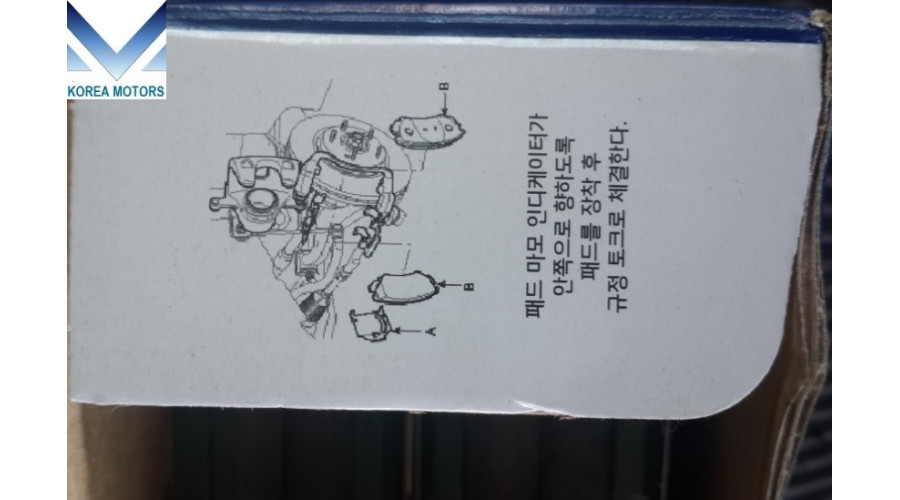 KOREA MOTORS
B
B
A
패드 마모 인디케이터가
안쪽으로 향하도록
패드를 장착 후
규정 토크로 체결한다.